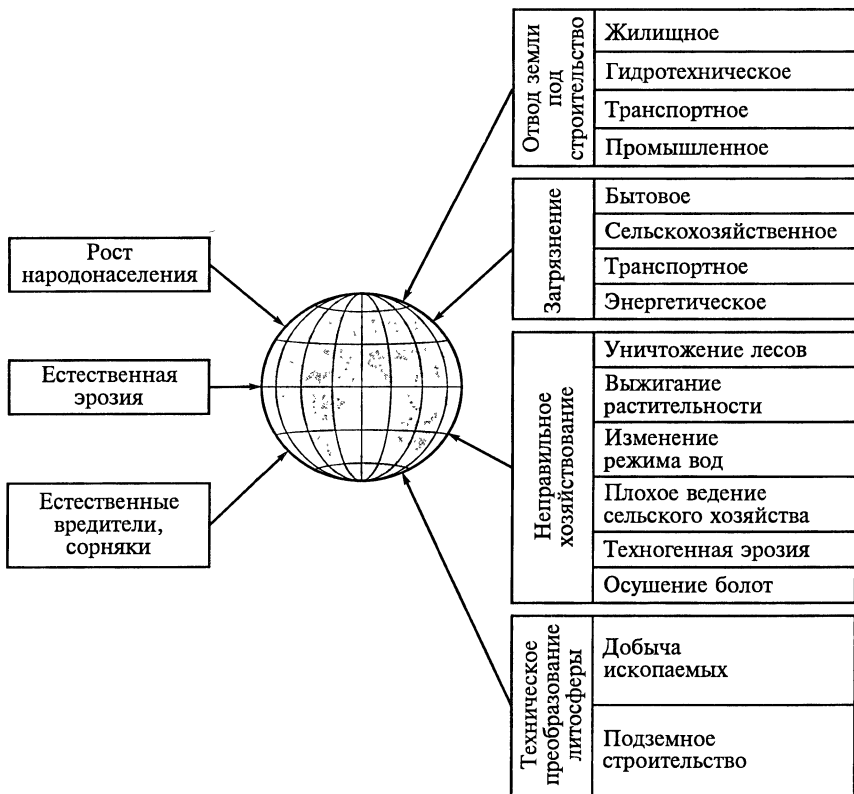 Рост
народонаселения
Естественная
эрозия
Естественные
вредители,
сорняки
Отвод земли
под
строительство
Жилищное
Гидротехническое
Транспортное
Промышленное
Загрязнение
Бытовое
Сельскохозяйственное
Транспортное
Энергетическое
Неправильное
хозяйствование
Уничтожение лесов
Выжигание
растительности
Изменение
режима вод
Плохое ведение
сельского хозяйства
Техногенная эрозия
Осушение болот
Техническое
преобразование
литосферы
Добыча
ископаемых
Подземное
строительство